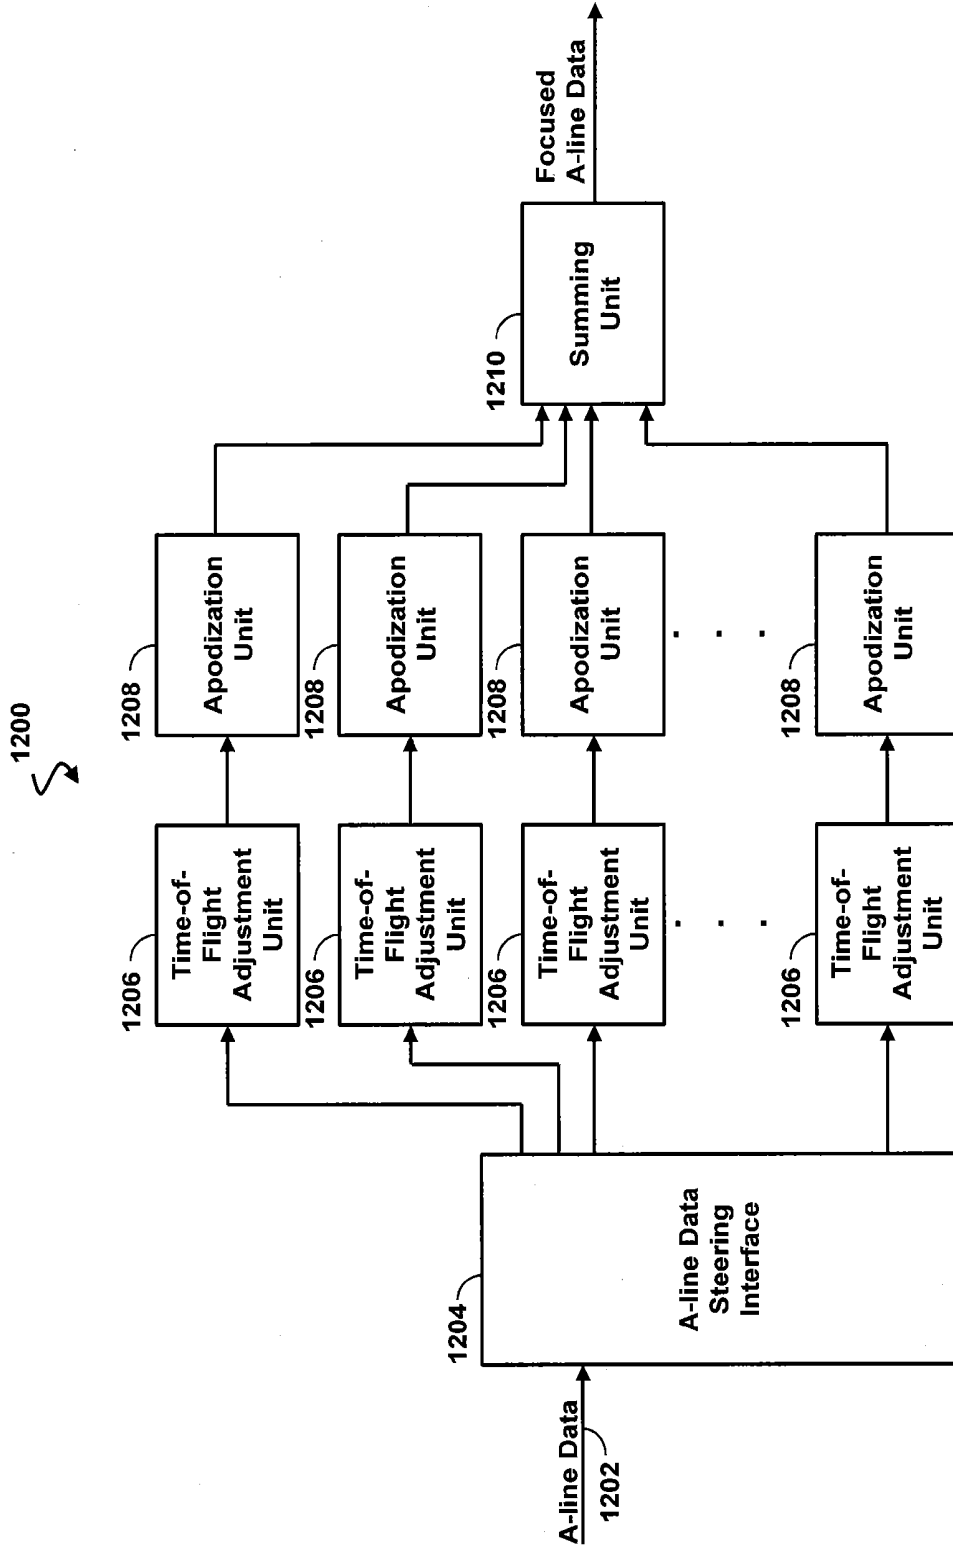 1200
A-line Data
1202
1204
A-line Data
Steering
Interface
1206
Time-of-
Flight
Adjustment
Unit
1206
Time-of-
Flight
Adjustment
Unit
1206
Time-of-
Flight
Adjustment
Unit
1206
Time-of-
Flight
Adjustment
Unit
1208
Apodization
Unit
1208
Apodization
Unit
1208
Apodization
Unit
1208
Apodization
Unit
1210
Summing
Unit
Focused
A-line Data